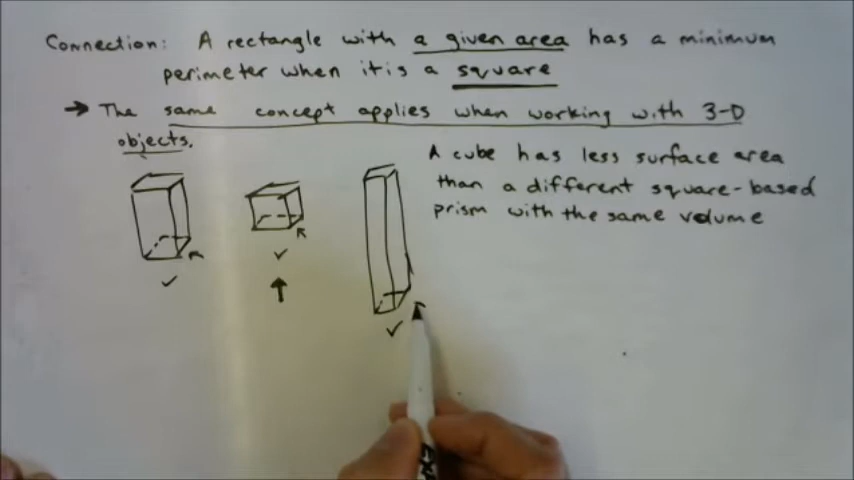 Connection: A rectangle with a given area has a minimum
perimeter when it is a square
→ The same concept applies when working with 3-D
objects.
A cube has less surface area
than a different square-based
prism with the same volume